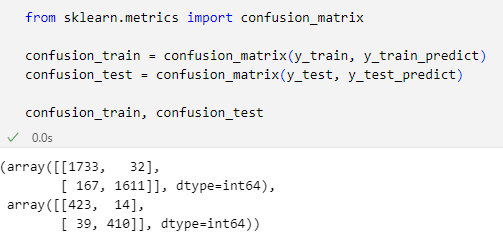 from sklearn.metrics import confusion_matrix
confusion_train = confusion_matrix(y_train, y_train_predict)
confusion_test = confusion_matrix(y_test, y_test_predict)
confusion_train, confusion_test
✓ 0.0s
(array([[1733,   32],
       [ 167, 1611]], dtype=int64),
 array([[423,  14],
       [ 39, 410]], dtype=int64))